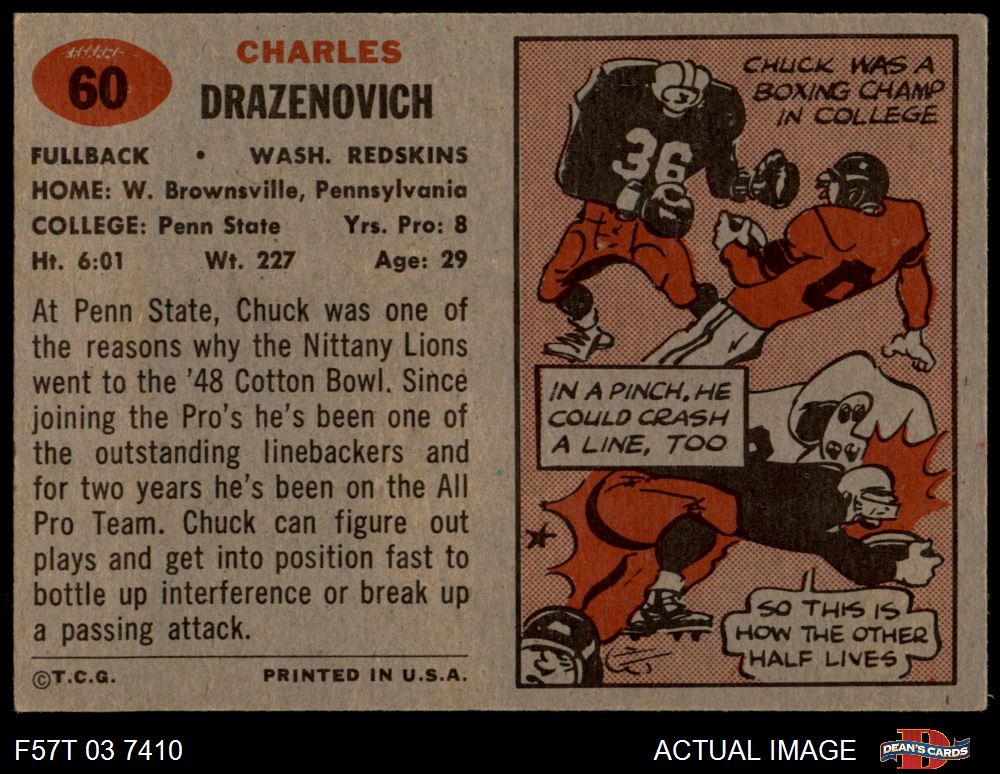 60
CHARLES
DRAZENOVICH
FULLBACK • WASH. REDSKINS
HOME: W. Brownsville, Pennsylvania
COLLEGE: Penn State Yrs. Pro: 8
Ht. 6:01 Wt. 227 Age: 29
At Penn State, Chuck was one of
the reasons why the Nittany Lions
went to the '48 Cotton Bowl. Since
joining the Pro's he's been one of
the outstanding linebackers and
for two years he's been on the All
Pro Team. Chuck can figure out
plays and get into position fast to
bottle up interference or break up
a passing attack.
©T.C.G. PRINTED IN U.S.A.
CHUCK WAS A
BOXING CHAMP
IN COLLEGE
36
IN A PINCH, HE
COULD CRASH
A LINE, TOO
SO THIS IS
HOW THE OTHER
HALF LIVES
F57T 03 7410
ACTUAL IMAGE
DEAN'S CARDS